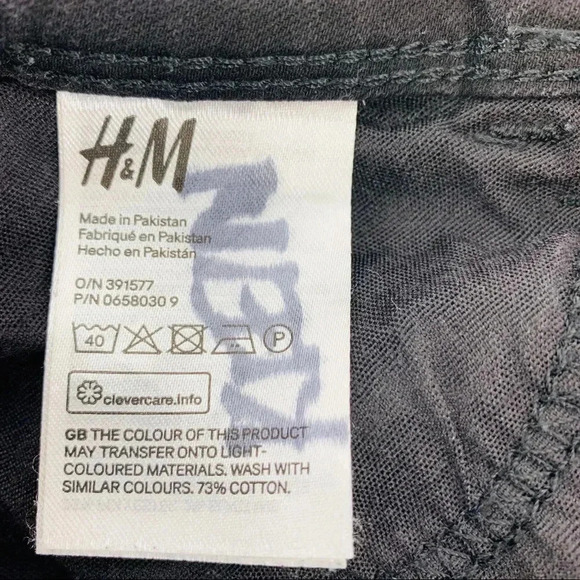 H&M
Made in Pakistan
Fabriqué en Pakistan
Hecho en Pakistán
O/N 391577
P/N 0658030 9
40 P
clevercare.info
GB THE COLOUR OF THIS PRODUCT
MAY TRANSFER ONTO LIGHT-
COLOURED MATERIALS. WASH WITH
SIMILAR COLOURS. 73% COTTON.